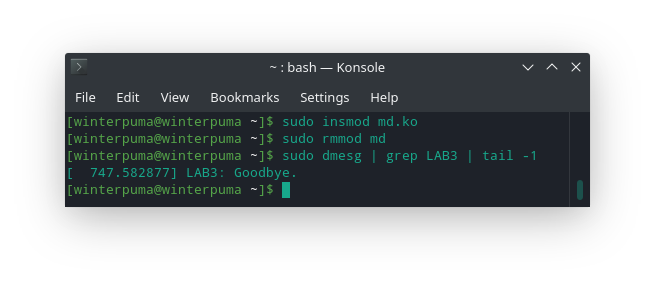 ~ : bash — Konsole
File Edit View Bookmarks Settings Help
[winterpuma@winterpuma ~]$ sudo insmod md.ko
[winterpuma@winterpuma ~]$ sudo rmmod md
[winterpuma@winterpuma ~]$ sudo dmesg | grep LAB3 | tail -1
[  747.582877] LAB3: Goodbye.
[winterpuma@winterpuma ~]$